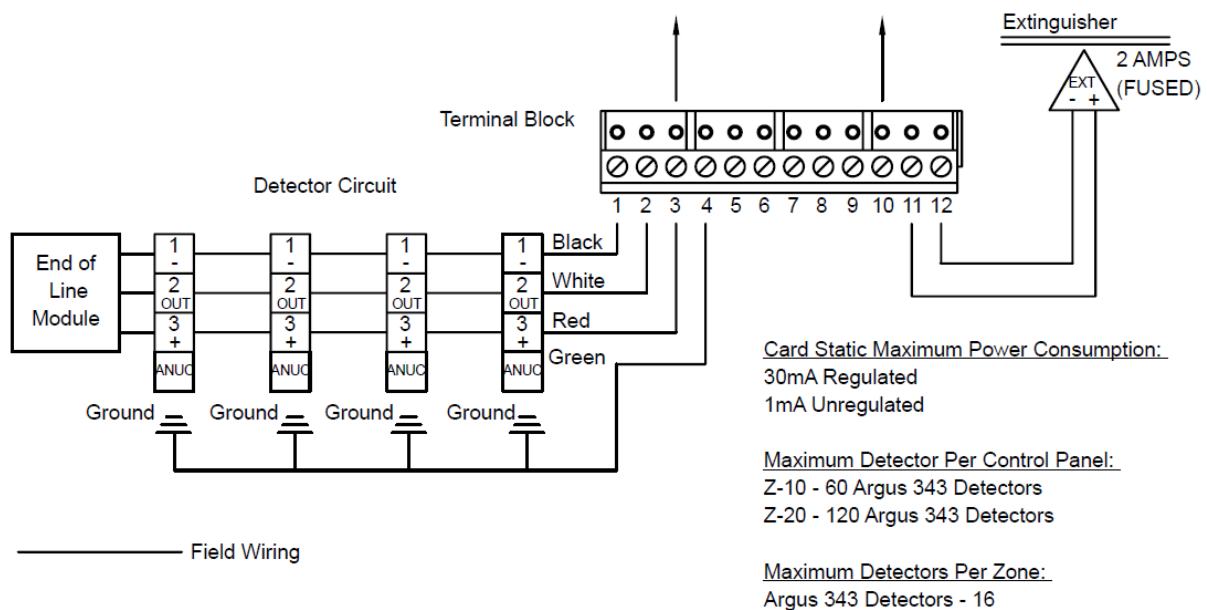 Extinguisher
2 AMPS
(FUSED)
EXT
- +
Terminal Block
Detector Circuit
1 2 3 4 5 6 7 8 9 10 11 12
End of
Line
Module
1
-
2
OUT
3
+
ANUC
1
-
2
OUT
3
+
ANUC
1
-
2
OUT
3
+
ANUC
1
-
2
OUT
3
+
ANUC
Black
White
Red
Green
Ground
Ground
Ground
Ground
Field Wiring
Card Static Maximum Power Consumption:
30mA Regulated
1mA Unregulated
Maximum Detector Per Control Panel:
Z-10 - 60 Argus 343 Detectors
Z-20 - 120 Argus 343 Detectors
Maximum Detectors Per Zone:
Argus 343 Detectors - 16